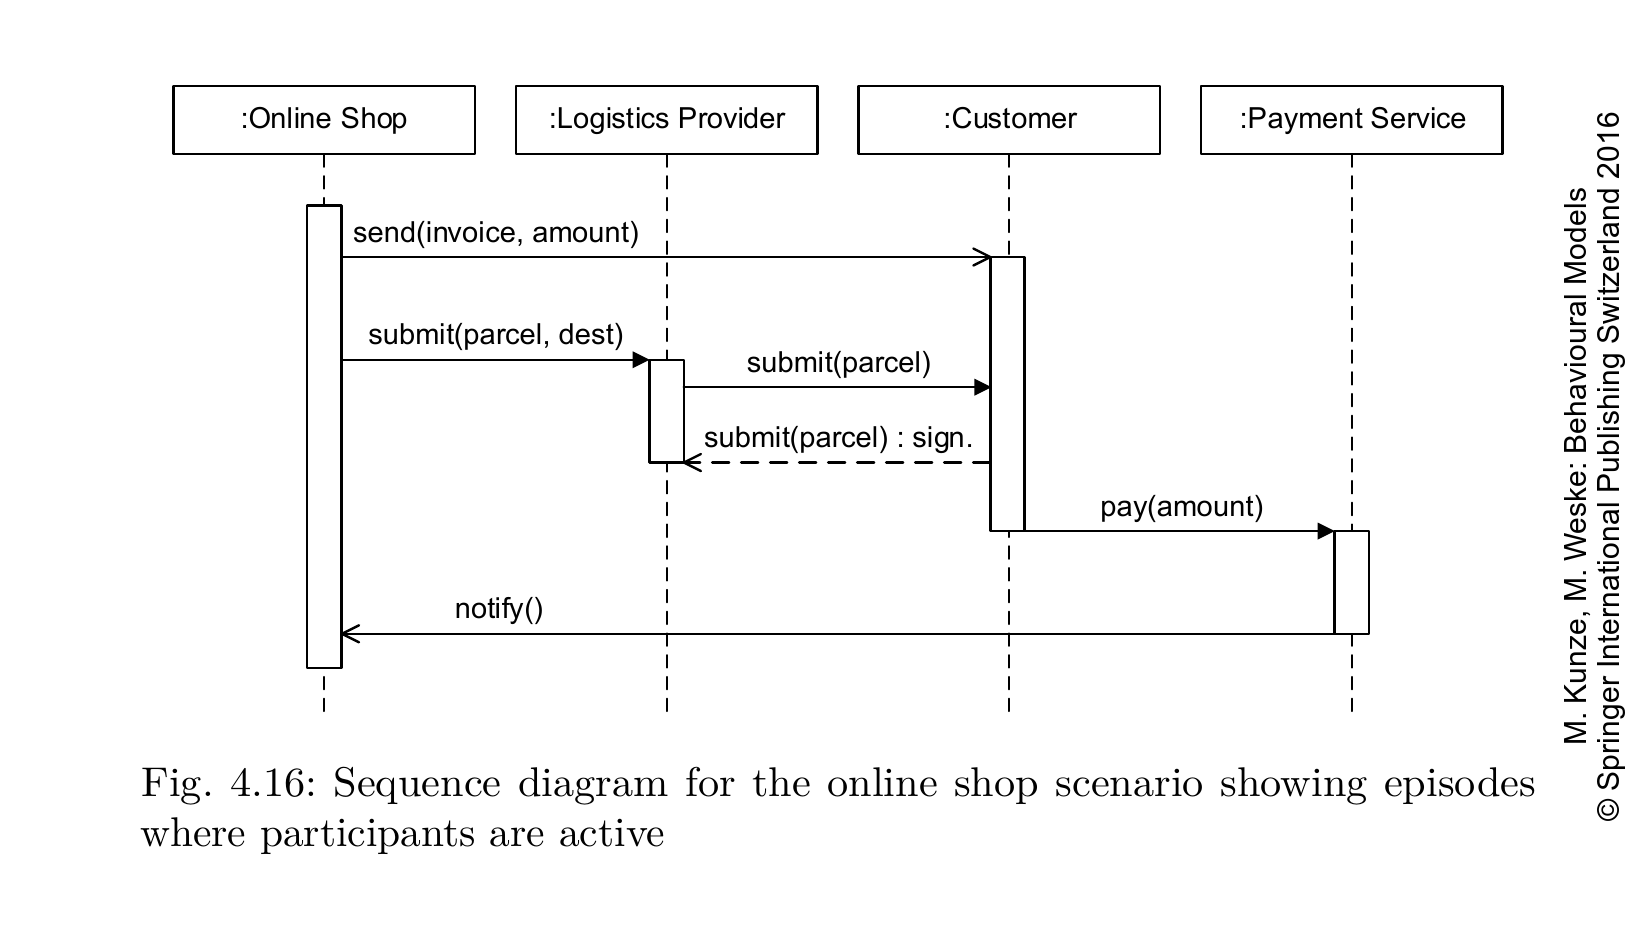 :Online Shop
:Logistics Provider
:Customer
:Payment Service
send(invoice, amount)
submit(parcel, dest)
submit(parcel)
submit(parcel) : sign.
pay(amount)
notify()
Fig. 4.16: Sequence diagram for the online shop scenario showing episodes
where participants are active
M. Kunze, M. Weske: Behavioural Models
© Springer International Publishing Switzerland 2016